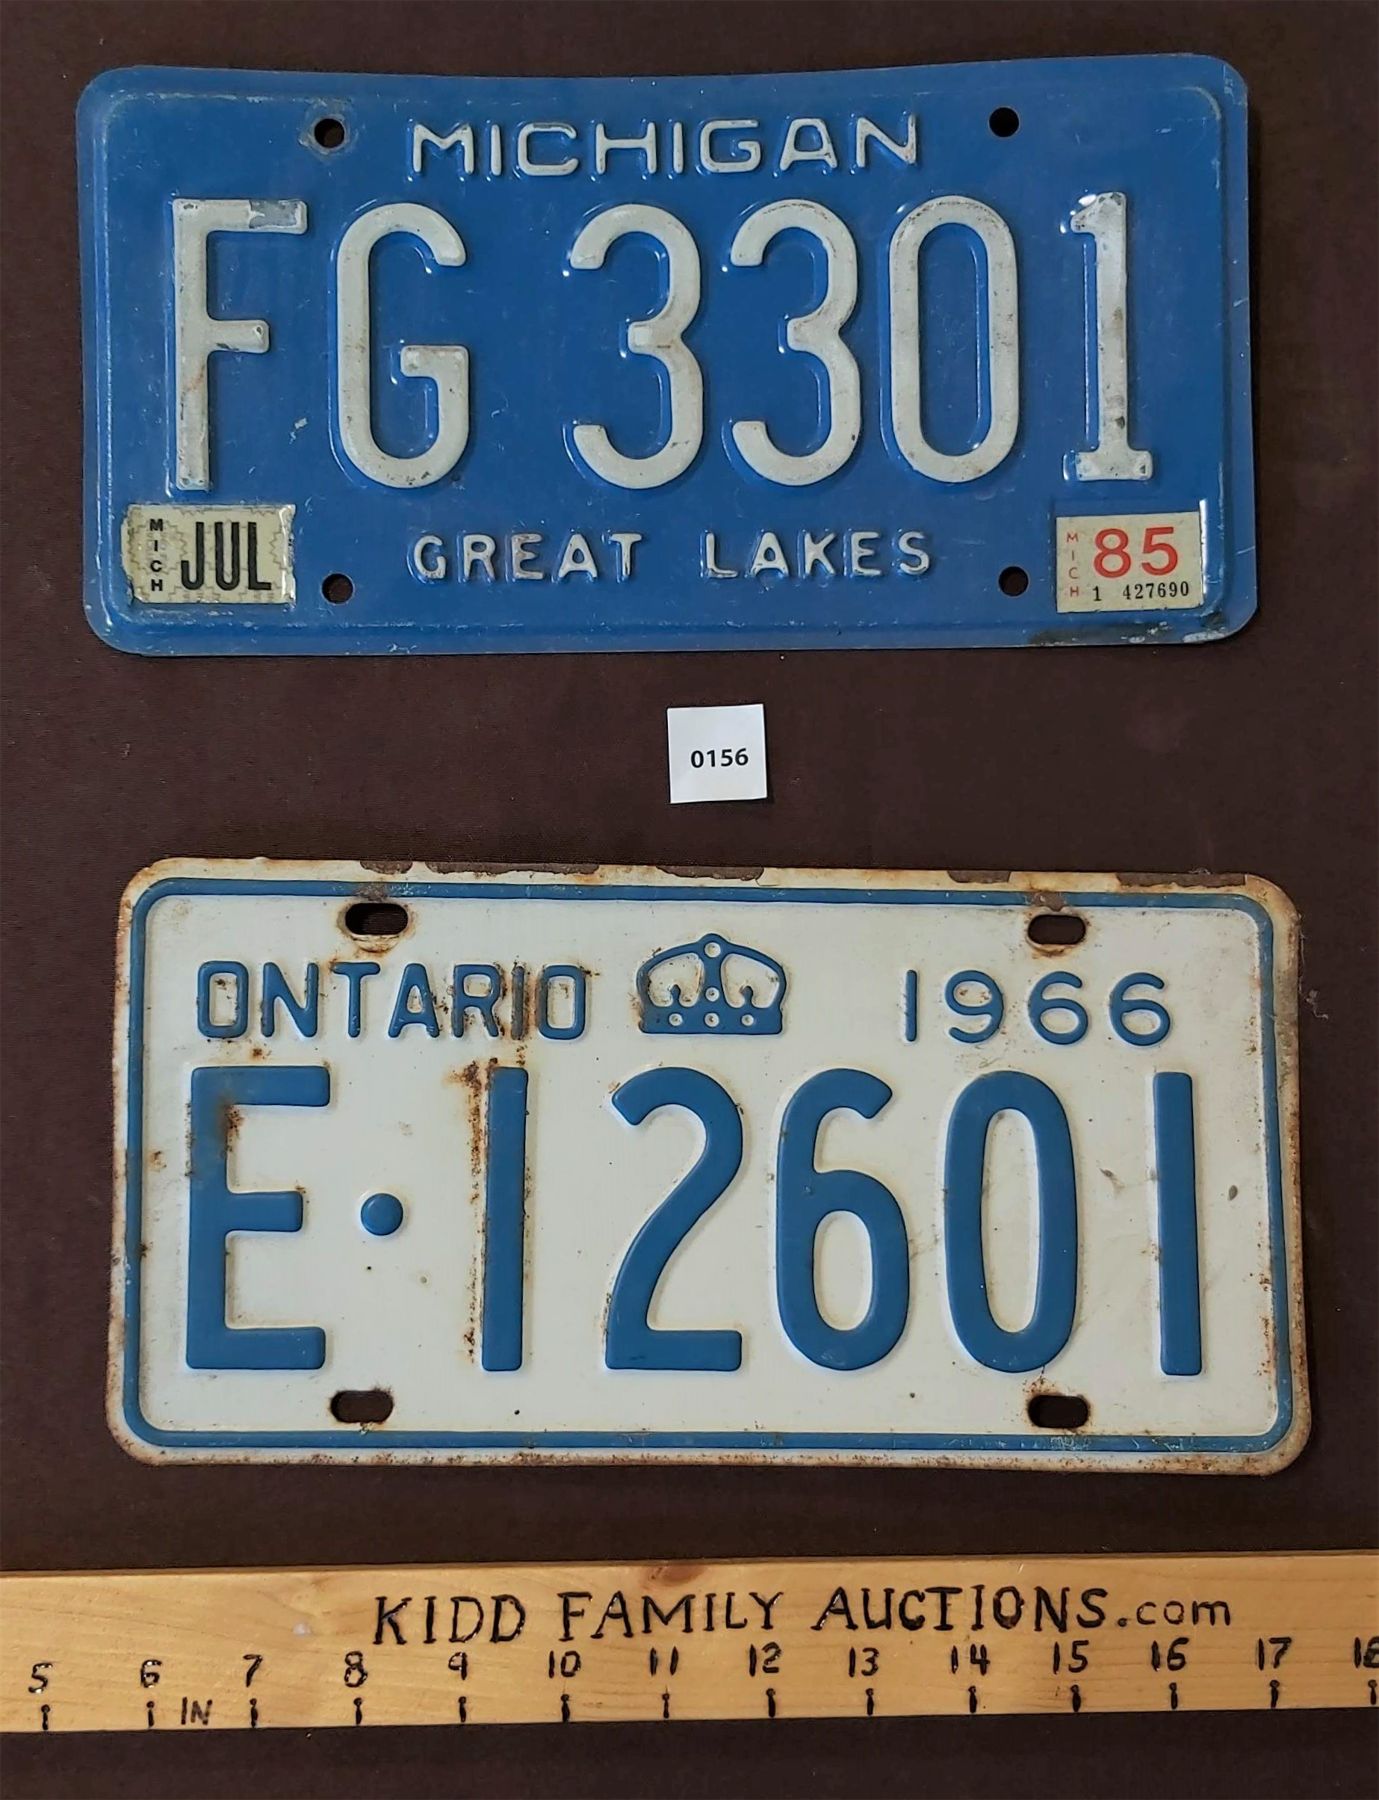 MICHIGAN
FG 3301
MICH JUL
GREAT LAKES
MICH 85
1 427690
0156
ONTARIO 1966
E·12601
KIDD FAMILY AUCTIONS.com
5 6 7 8 9 10 11 12 13 14 15 16 17 18
IN